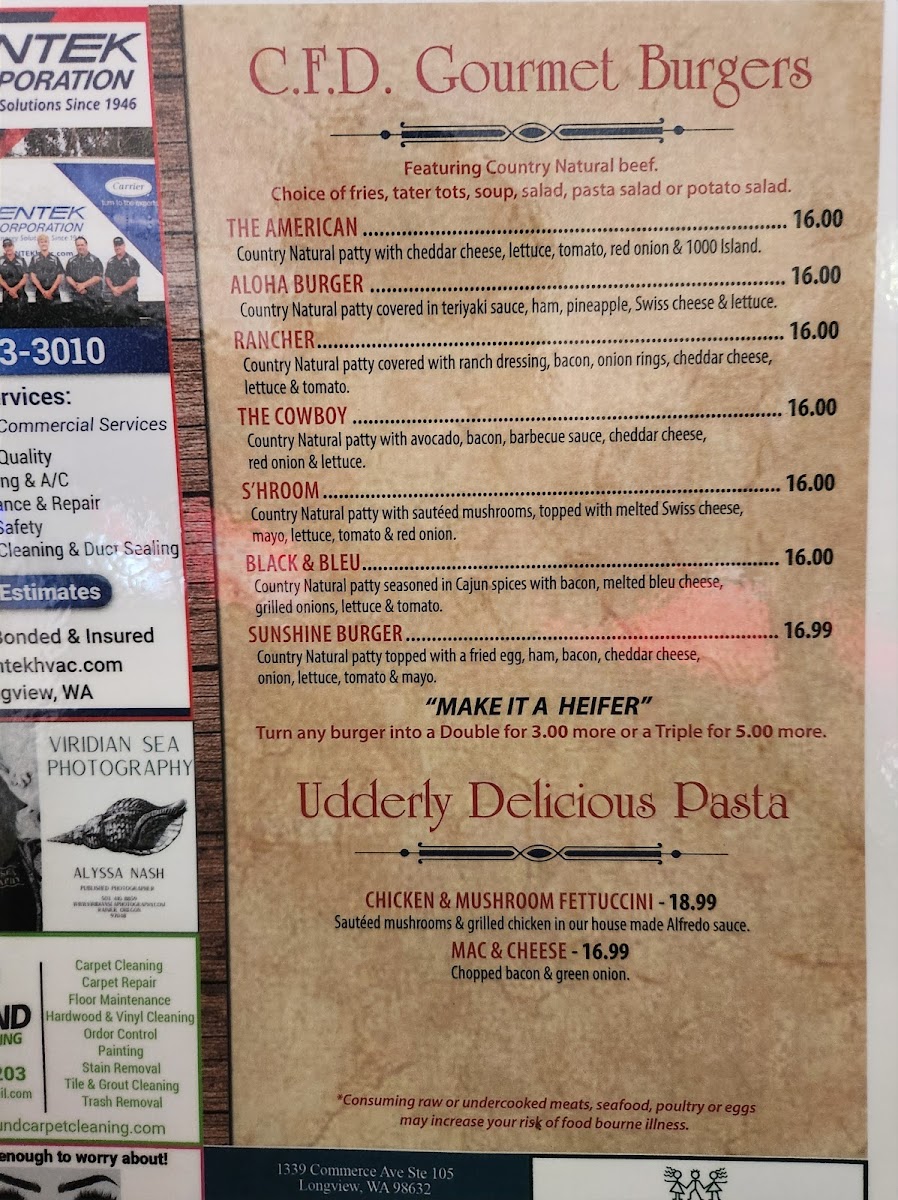 NTEK
PORATION
Solutions Since 1946
Carrier
turn to the experts
ENTEK
ORPORATION
3-3010
rvices:
Commercial Services
Quality
ng & A/C
ance & Repair
Safety
Cleaning & Duct Sealing
Estimates
Bonded & Insured
ntekhvac.com
gview, WA
VIRIDIAN SEA
PHOTOGRAPHY
ALYSSA NASH
PUBLISHED PHOTOGRAPHER
ND
ING
203
il.com
Carpet Cleaning
Carpet Repair
Floor Maintenance
Hardwood & Vinyl Cleaning
Ordor Control
Painting
Stain Removal
Tile & Grout Cleaning
Trash Removal
undcarpetcleaning.com
enough to worry about!
C.F.D. Gourmet Burgers
Featuring Country Natural beef.
Choice of fries, tater tots, soup, salad, pasta salad or potato salad.
THE AMERICAN 16.00
Country Natural patty with cheddar cheese, lettuce, tomato, red onion & 1000 Island.
ALOHA BURGER 16.00
Country Natural patty covered in teriyaki sauce, ham, pineapple, Swiss cheese & lettuce.
RANCHER 16.00
Country Natural patty covered with ranch dressing, bacon, onion rings, cheddar cheese,
lettuce & tomato.
THE COWBOY 16.00
Country Natural patty with avocado, bacon, barbecue sauce, cheddar cheese,
red onion & lettuce.
S'HROOM 16.00
Country Natural patty with sautéed mushrooms, topped with melted Swiss cheese,
mayo, lettuce, tomato & red onion.
BLACK & BLEU 16.00
Country Natural patty seasoned in Cajun spices with bacon, melted bleu cheese,
grilled onions, lettuce & tomato.
SUNSHINE BURGER 16.99
Country Natural patty topped with a fried egg, ham, bacon, cheddar cheese,
onion, lettuce, tomato & mayo.
"MAKE IT A HEIFER"
Turn any burger into a Double for 3.00 more or a Triple for 5.00 more.
Udderly Delicious Pasta
CHICKEN & MUSHROOM FETTUCCINI - 18.99
Sautéed mushrooms & grilled chicken in our house made Alfredo sauce.
MAC & CHEESE - 16.99
Chopped bacon & green onion.
*Consuming raw or undercooked meats, seafood, poultry or eggs
may increase your risk of food bourne illness.
1339 Commerce Ave Ste 105
Longview, WA 98632